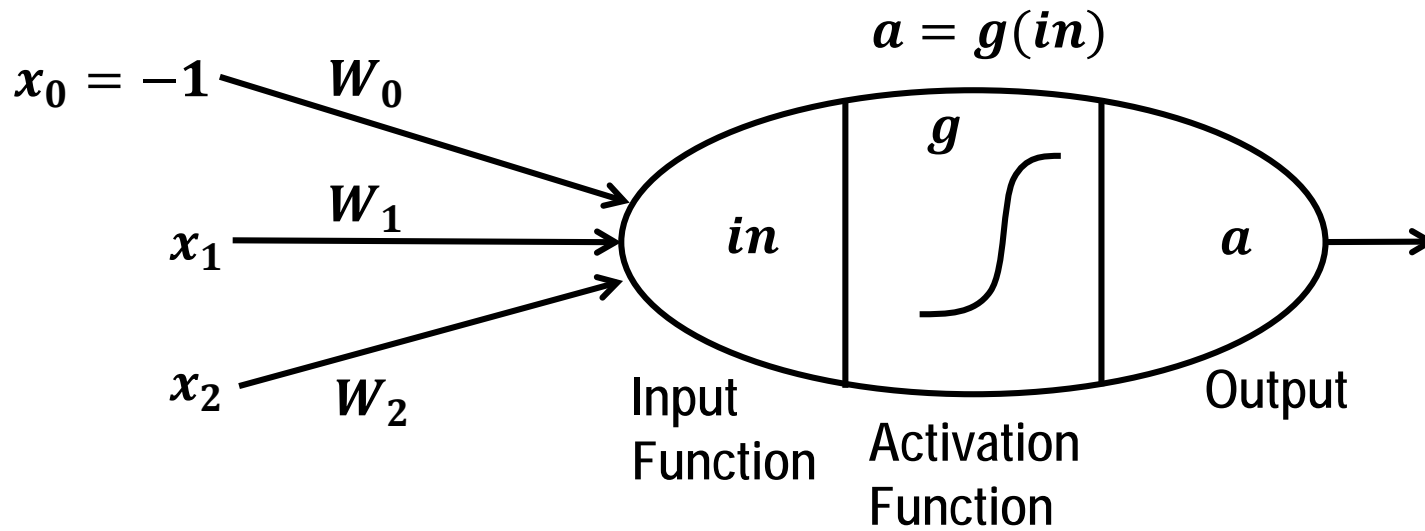 a = g(in)
x₀ = −1
W₀
g
W₁
x₁
in
a
x₂
W₂
Input
Function
Activation
Function
Output